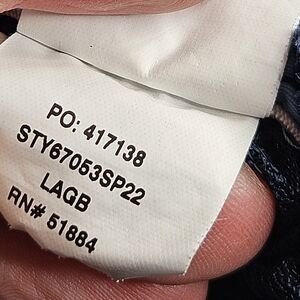 PO: 417138
STY67053SP22
LAGB
RN# 51884